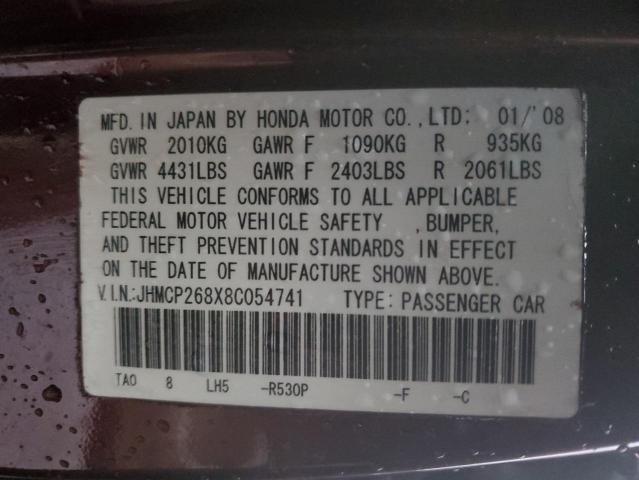 MFD. IN JAPAN BY HONDA MOTOR CO.,LTD: 01/'08
GVWR 2010KG GAWR F 1090KG R 935KG
GVWR 4431LBS GAWR F 2403LBS R 2061LBS
THIS VEHICLE CONFORMS TO ALL APPLICABLE
FEDERAL MOTOR VEHICLE SAFETY ,BUMPER,
AND THEFT PREVENTION STANDARDS IN EFFECT
ON THE DATE OF MANUFACTURE SHOWN ABOVE.
V.I.N:JHMCP268X8C054741 TYPE: PASSENGER CAR
TA0 8 LH5 -R530P -F -C